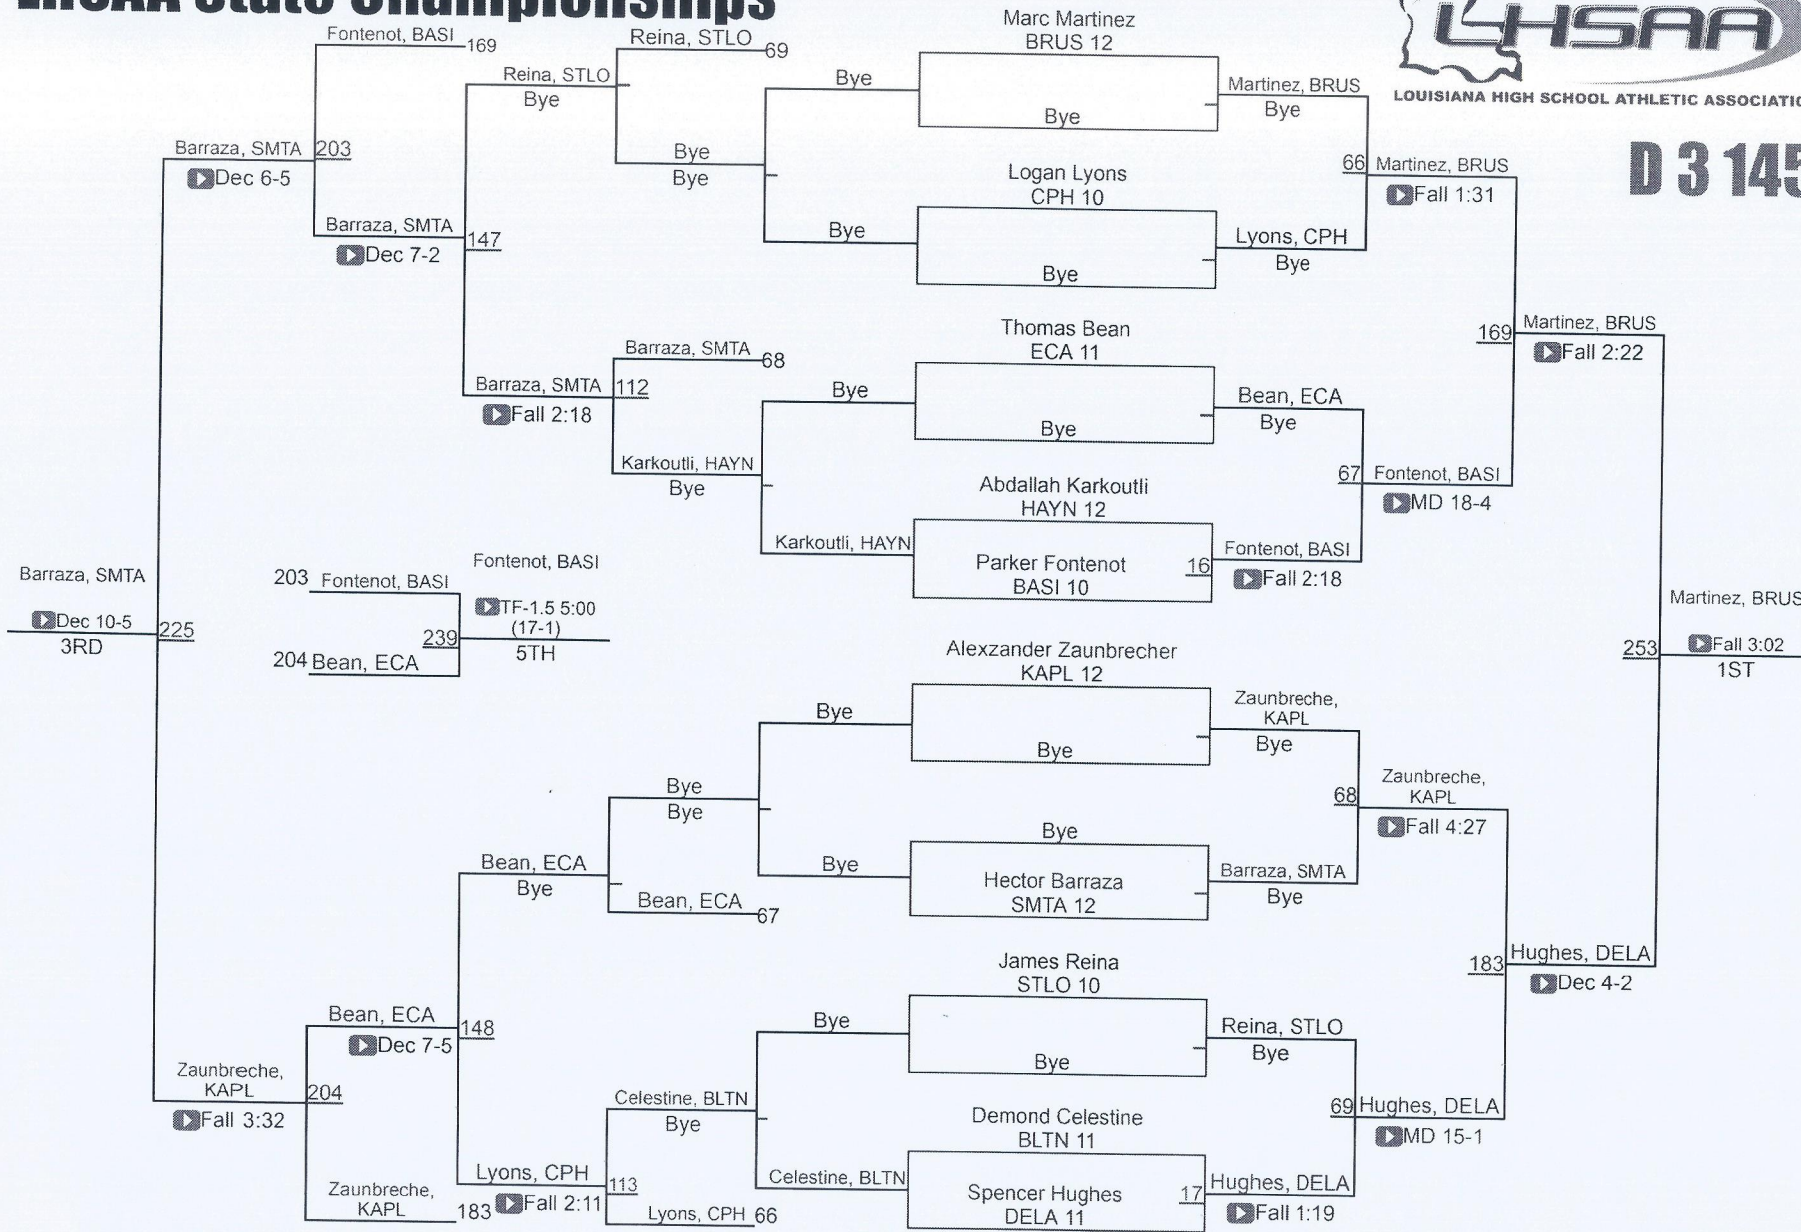 LHSAA State Championships
LHSAA
LOUISIANA HIGH SCHOOL ATHLETIC ASSOCIATIO
D 3 145
Fontenot, BASI
169
Barraza, SMTA
203
Dec 6-5
Barraza, SMTA
Dec 7-2
147
Reina, STLO
Bye
Reina, STLO
69
Bye
Bye
Barraza, SMTA
Fall 2:18
112
Barraza, SMTA
68
Karkoutli, HAYN
Bye
Bye
Bye
Bye
Karkoutli, HAYN
Marc Martinez
BRUS 12
Bye
Martinez, BRUS
Bye
Logan Lyons
CPH 10
Bye
Lyons, CPH
Bye
66
Martinez, BRUS
Fall 1:31
Thomas Bean
ECA 11
Bye
Bean, ECA
Bye
Abdallah Karkoutli
HAYN 12
Parker Fontenot
BASI 10
16
Fontenot, BASI
Fall 2:18
67
Fontenot, BASI
MD 18-4
169
Martinez, BRUS
Fall 2:22
Barraza, SMTA
Dec 10-5
3RD
225
203
Fontenot, BASI
204
Bean, ECA
239
Fontenot, BASI
TF-1.5 5:00
(17-1)
5TH
Martinez, BRUS
Fall 3:02
1ST
253
Alexzander Zaunbrecher
KAPL 12
Bye
Zaunbreche,
KAPL
Bye
Bye
Hector Barraza
SMTA 12
Barraza, SMTA
Bye
68
Zaunbreche,
KAPL
Fall 4:27
James Reina
STLO 10
Bye
Reina, STLO
Bye
Demond Celestine
BLTN 11
Spencer Hughes
DELA 11
17
Hughes, DELA
Fall 1:19
69
Hughes, DELA
MD 15-1
183
Hughes, DELA
Dec 4-2
Bye
Bye
Bye
Bye
Bean, ECA
Bye
Bean, ECA
67
Bean, ECA
Dec 7-5
148
Zaunbreche,
KAPL
Fall 3:32
204
Zaunbreche,
KAPL
183
Lyons, CPH
Fall 2:11
113
Celestine, BLTN
Bye
Lyons, CPH
66
Bye
Celestine, BLTN